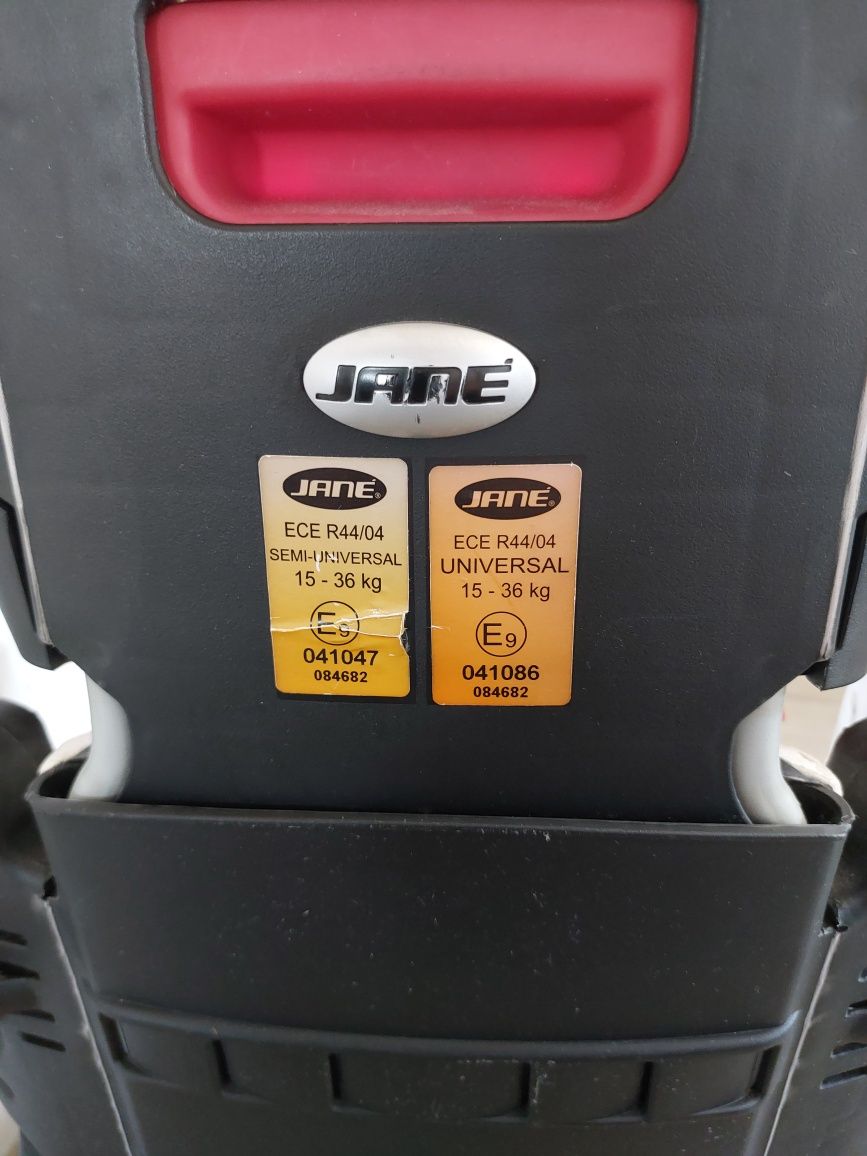 JANÉ
JANÉ®
ECE R44/04
SEMI-UNIVERSAL
15 - 36 kg
E9
041047
084682
JANÉ®
ECE R44/04
UNIVERSAL
15 - 36 kg
E9
041086
084682